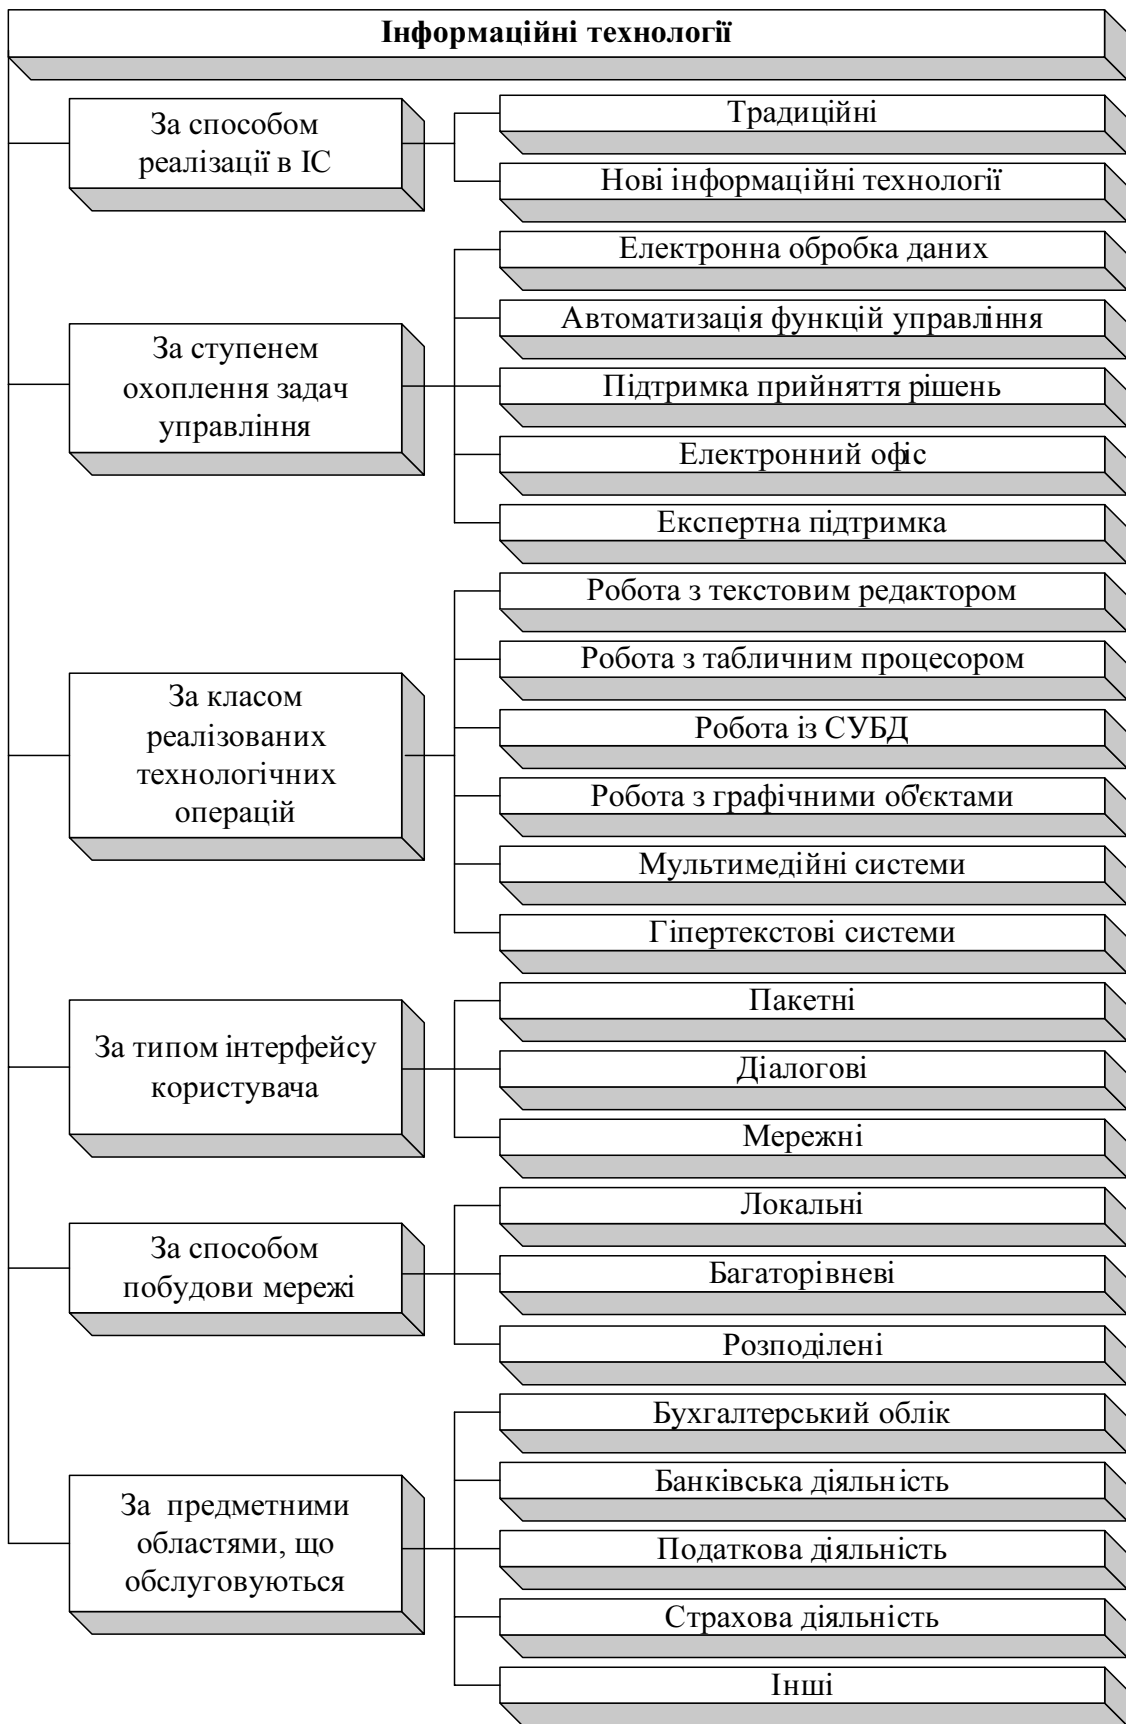 Інформаційні технології
За способом
реалізації в ІС
Традиційні
Нові інформаційні технології
За ступенем
охоплення задач
управління
Електронна обробка даних
Автоматизація функцій управління
Підтримка прийняття рішень
Електронний офіс
Експертна підтримка
За класом
реалізованих
технологічних
операцій
Робота з текстовим редактором
Робота з табличним процесором
Робота із СУБД
Робота з графічними об'єктами
Мультимедійні системи
Гіпертекстові системи
За типом інтерфейсу
користувача
Пакетні
Діалогові
Мережні
За способом
побудови мережі
Локальні
Багаторівневі
Розподілені
За предметними
областями, що
обслуговуються
Бухгалтерський облік
Банківська діяльність
Податкова діяльність
Страхова діяльність
Інші